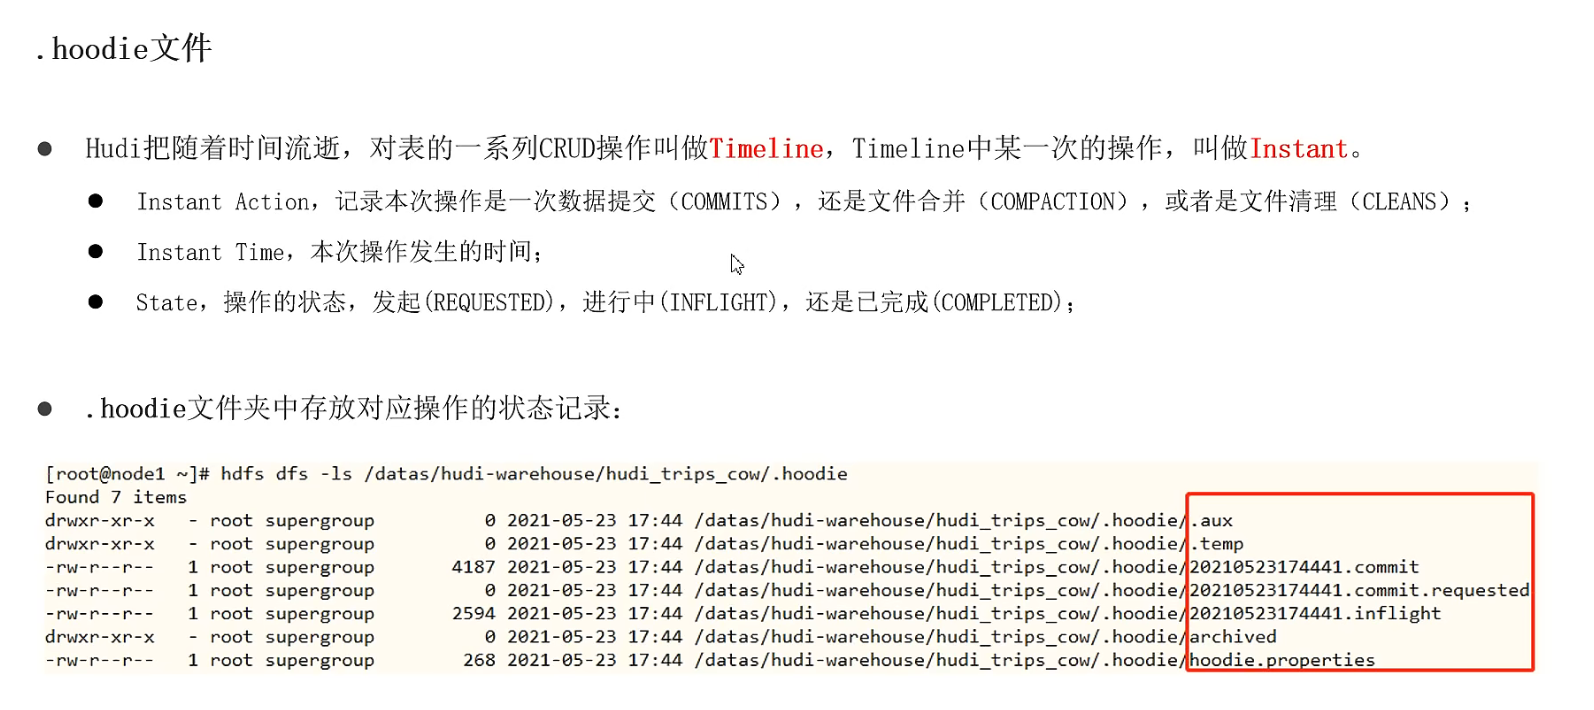 .hoodie文件
● Hudi把随着时间流逝，对表的一系列CRUD操作叫做Timeline，Timeline中某一次的操作，叫做Instant。
● Instant Action，记录本次操作是一次数据提交（COMMITS），还是文件合并（COMPACTION），或者是文件清理（CLEANS）；
● Instant Time，本次操作发生的时间；
● State，操作的状态，发起(REQUESTED)，进行中(INFLIGHT)，还是已完成(COMPLETED)；
● .hoodie文件夹中存放对应操作的状态记录：
[root@node1 ~]# hdfs dfs -ls /datas/hudi-warehouse/hudi_trips_cow/.hoodie
Found 7 items
drwxr-xr-x   - root supergroup          0 2021-05-23 17:44 /datas/hudi-warehouse/hudi_trips_cow/.hoodie/.aux
drwxr-xr-x   - root supergroup          0 2021-05-23 17:44 /datas/hudi-warehouse/hudi_trips_cow/.hoodie/.temp
-rw-r--r--   1 root supergroup       4187 2021-05-23 17:44 /datas/hudi-warehouse/hudi_trips_cow/.hoodie/20210523174441.commit
-rw-r--r--   1 root supergroup          0 2021-05-23 17:44 /datas/hudi-warehouse/hudi_trips_cow/.hoodie/20210523174441.commit.requested
-rw-r--r--   1 root supergroup       2594 2021-05-23 17:44 /datas/hudi-warehouse/hudi_trips_cow/.hoodie/20210523174441.inflight
drwxr-xr-x   - root supergroup          0 2021-05-23 17:44 /datas/hudi-warehouse/hudi_trips_cow/.hoodie/archived
-rw-r--r--   1 root supergroup        268 2021-05-23 17:44 /datas/hudi-warehouse/hudi_trips_cow/.hoodie/hoodie.properties